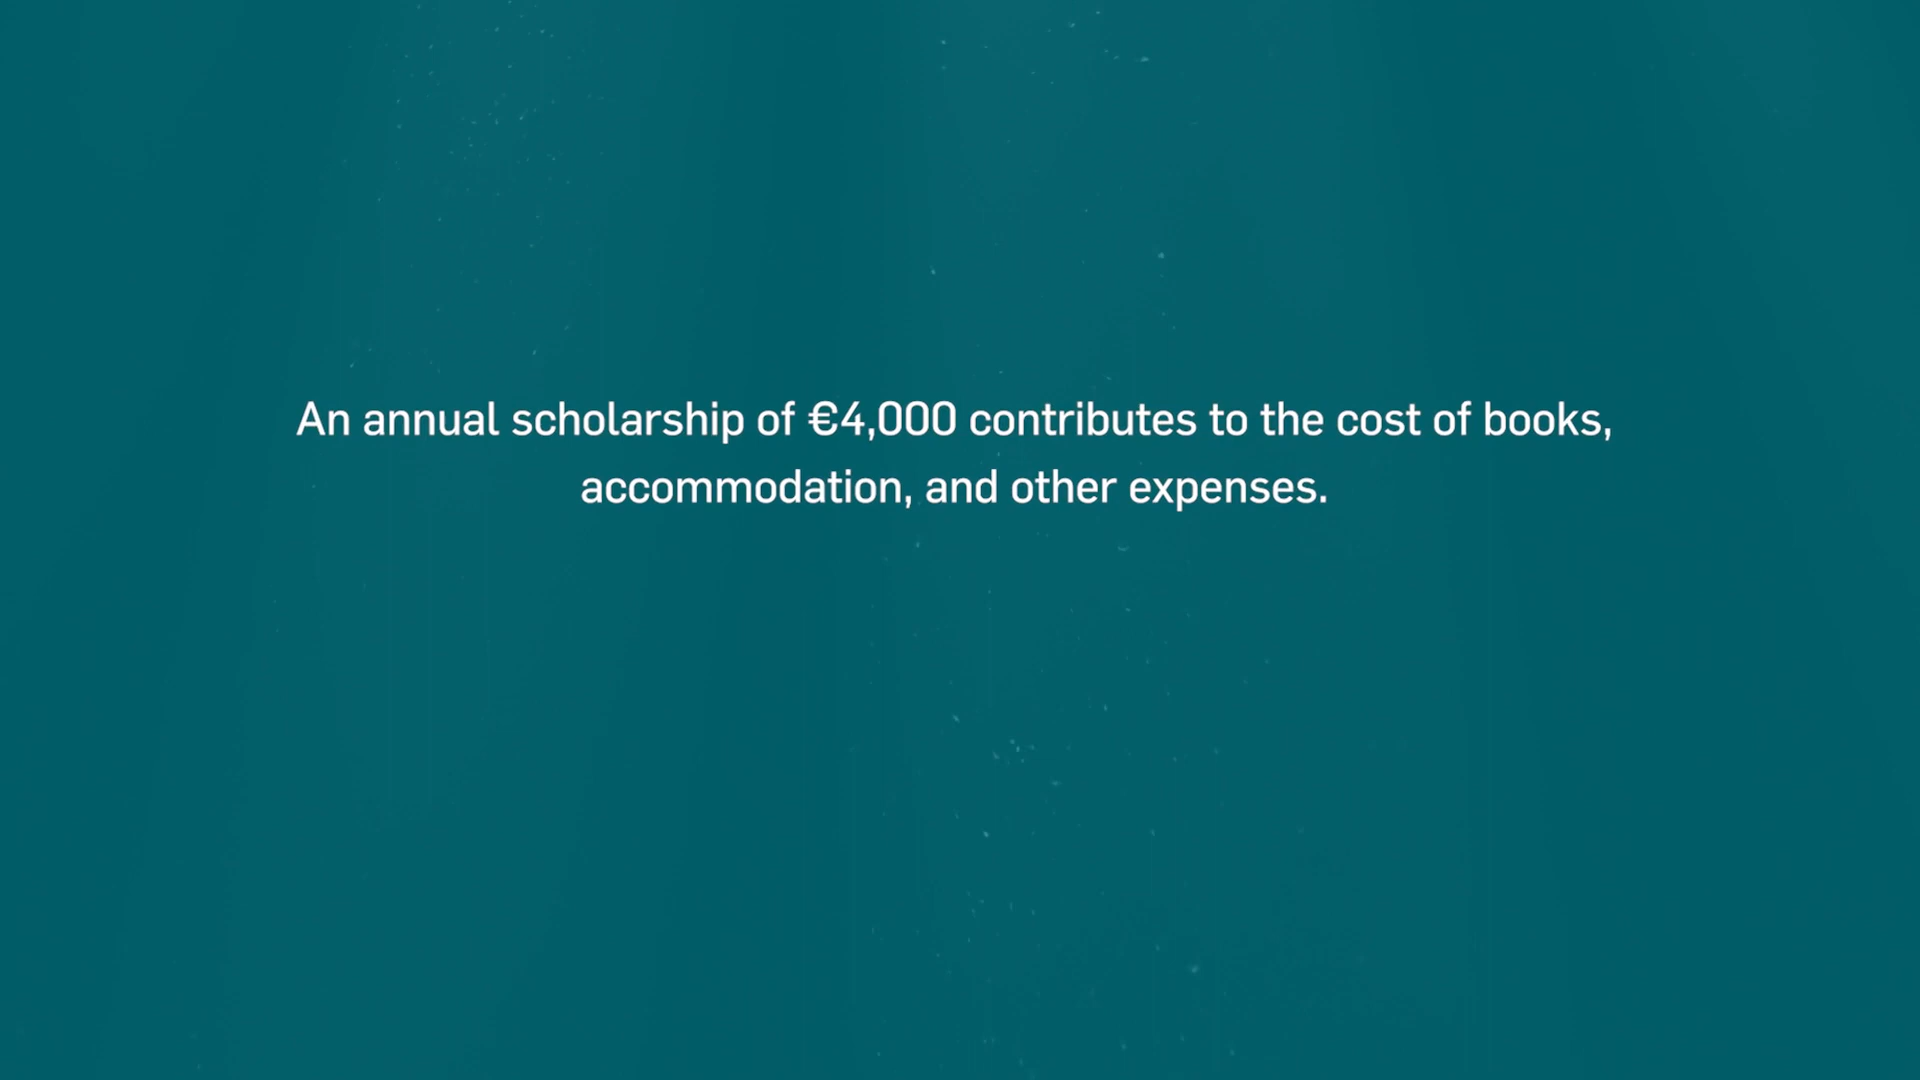 An annual scholarship of €4,000 contributes to the cost of books,
accommodation, and other expenses.